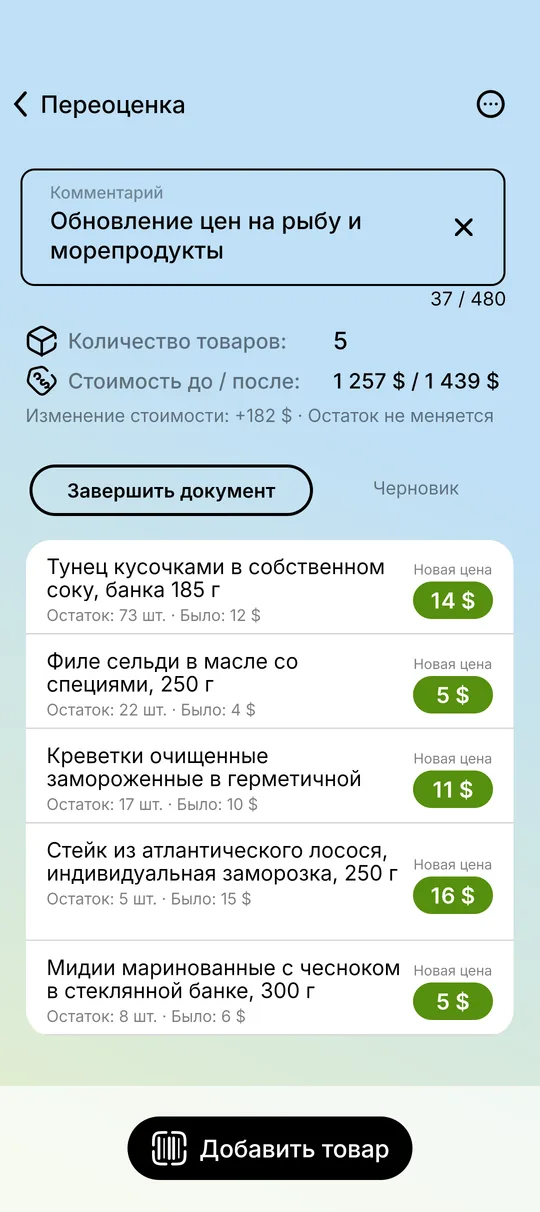 Переоценка
Комментарий
Обновление цен на рыбу и
морепродукты
37 / 480
Количество товаров: 5
Стоимость до / после: 1 257 $ / 1 439 $
Изменение стоимости: +182 $ · Остаток не меняется
Завершить документ
Черновик
Тунец кусочками в собственном
соку, банка 185 г
Остаток: 73 шт. · Было: 12 $
Новая цена
14 $
Филе сельди в масле со
специями, 250 г
Остаток: 22 шт. · Было: 4 $
Новая цена
5 $
Креветки очищенные
замороженные в герметичной
Остаток: 17 шт. · Было: 10 $
Новая цена
11 $
Стейк из атлантического лосося,
индивидуальная заморозка, 250 г
Остаток: 5 шт. · Было: 15 $
Новая цена
16 $
Мидии маринованные с чесноком
в стеклянной банке, 300 г
Остаток: 8 шт. · Было: 6 $
Новая цена
5 $
Добавить товар